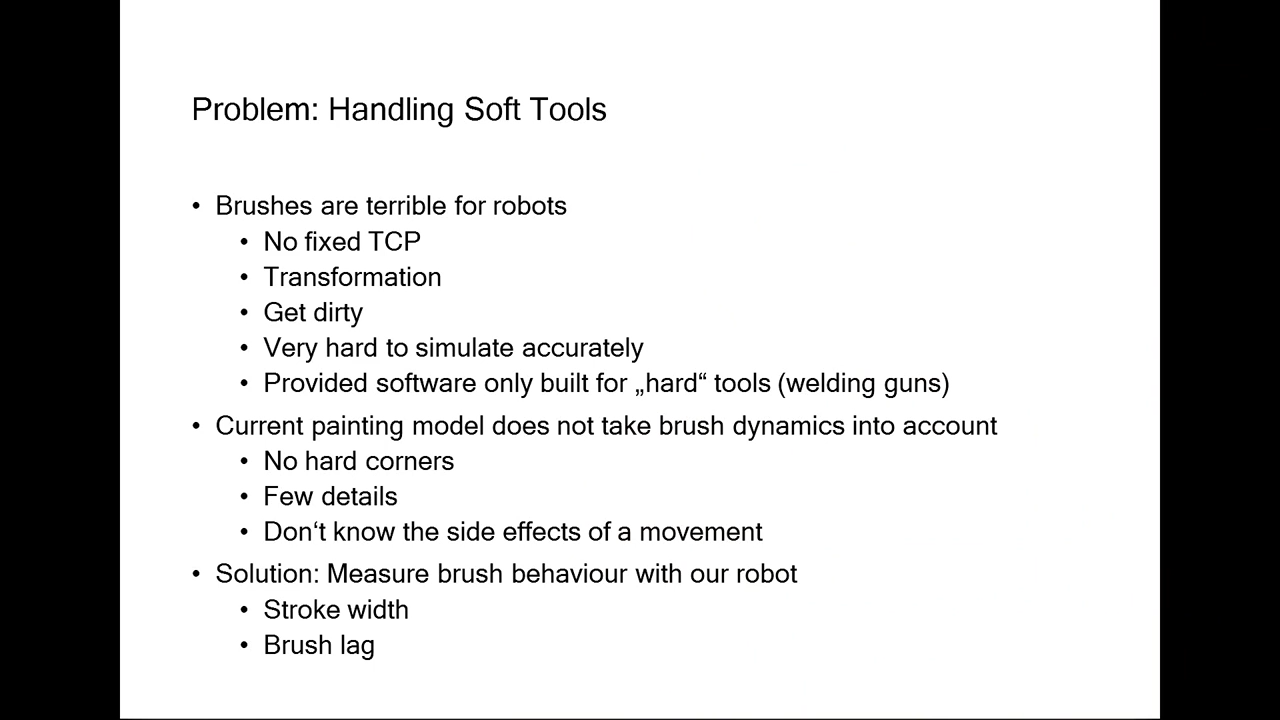 Problem: Handling Soft Tools
• Brushes are terrible for robots
• No fixed TCP
• Transformation
• Get dirty
• Very hard to simulate accurately
• Provided software only built for „hard“ tools (welding guns)
• Current painting model does not take brush dynamics into account
• No hard corners
• Few details
• Don‘t know the side effects of a movement
• Solution: Measure brush behaviour with our robot
• Stroke width
• Brush lag